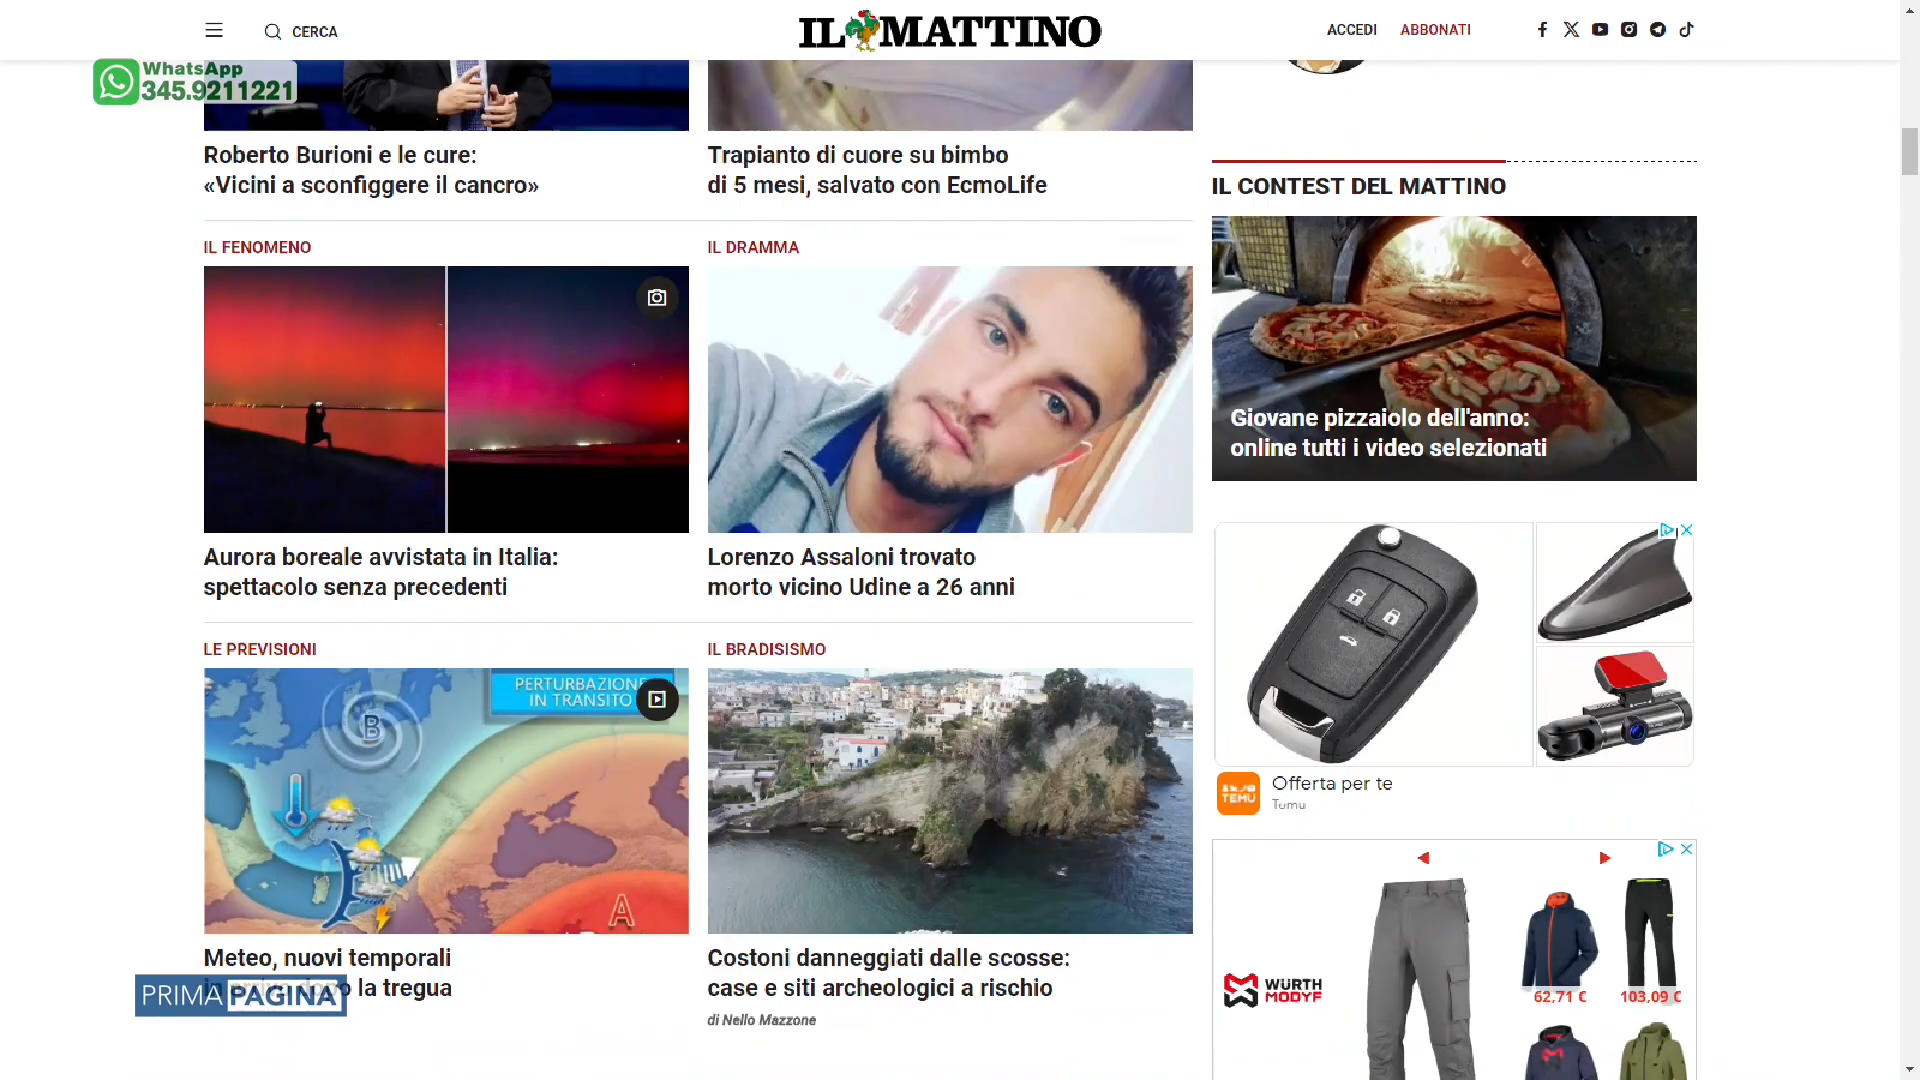 CERCA
IL MATTINO
ACCEDI
ABBONATI
WhatsApp
345.9211221
Roberto Burioni e le cure:
«Vicini a sconfiggere il cancro»
Trapianto di cuore su bimbo
di 5 mesi, salvato con EcmoLife
IL FENOMENO
Aurora boreale avvistata in Italia:
spettacolo senza precedenti
IL DRAMMA
Lorenzo Assaloni trovato
morto vicino Udine a 26 anni
LE PREVISIONI
PERTURBAZIONE
IN TRANSITO
B
A
Meteo, nuovi temporali
la tregua
PRIMA PAGINA
IL BRADISISMO
Costoni danneggiati dalle scosse:
case e siti archeologici a rischio
di Nello Mazzone
IL CONTEST DEL MATTINO
Giovane pizzaiolo dell'anno:
online tutti i video selezionati
TEMU
Offerta per te
Temu
WÜRTH
MODYF
62,71 €
103,09 €